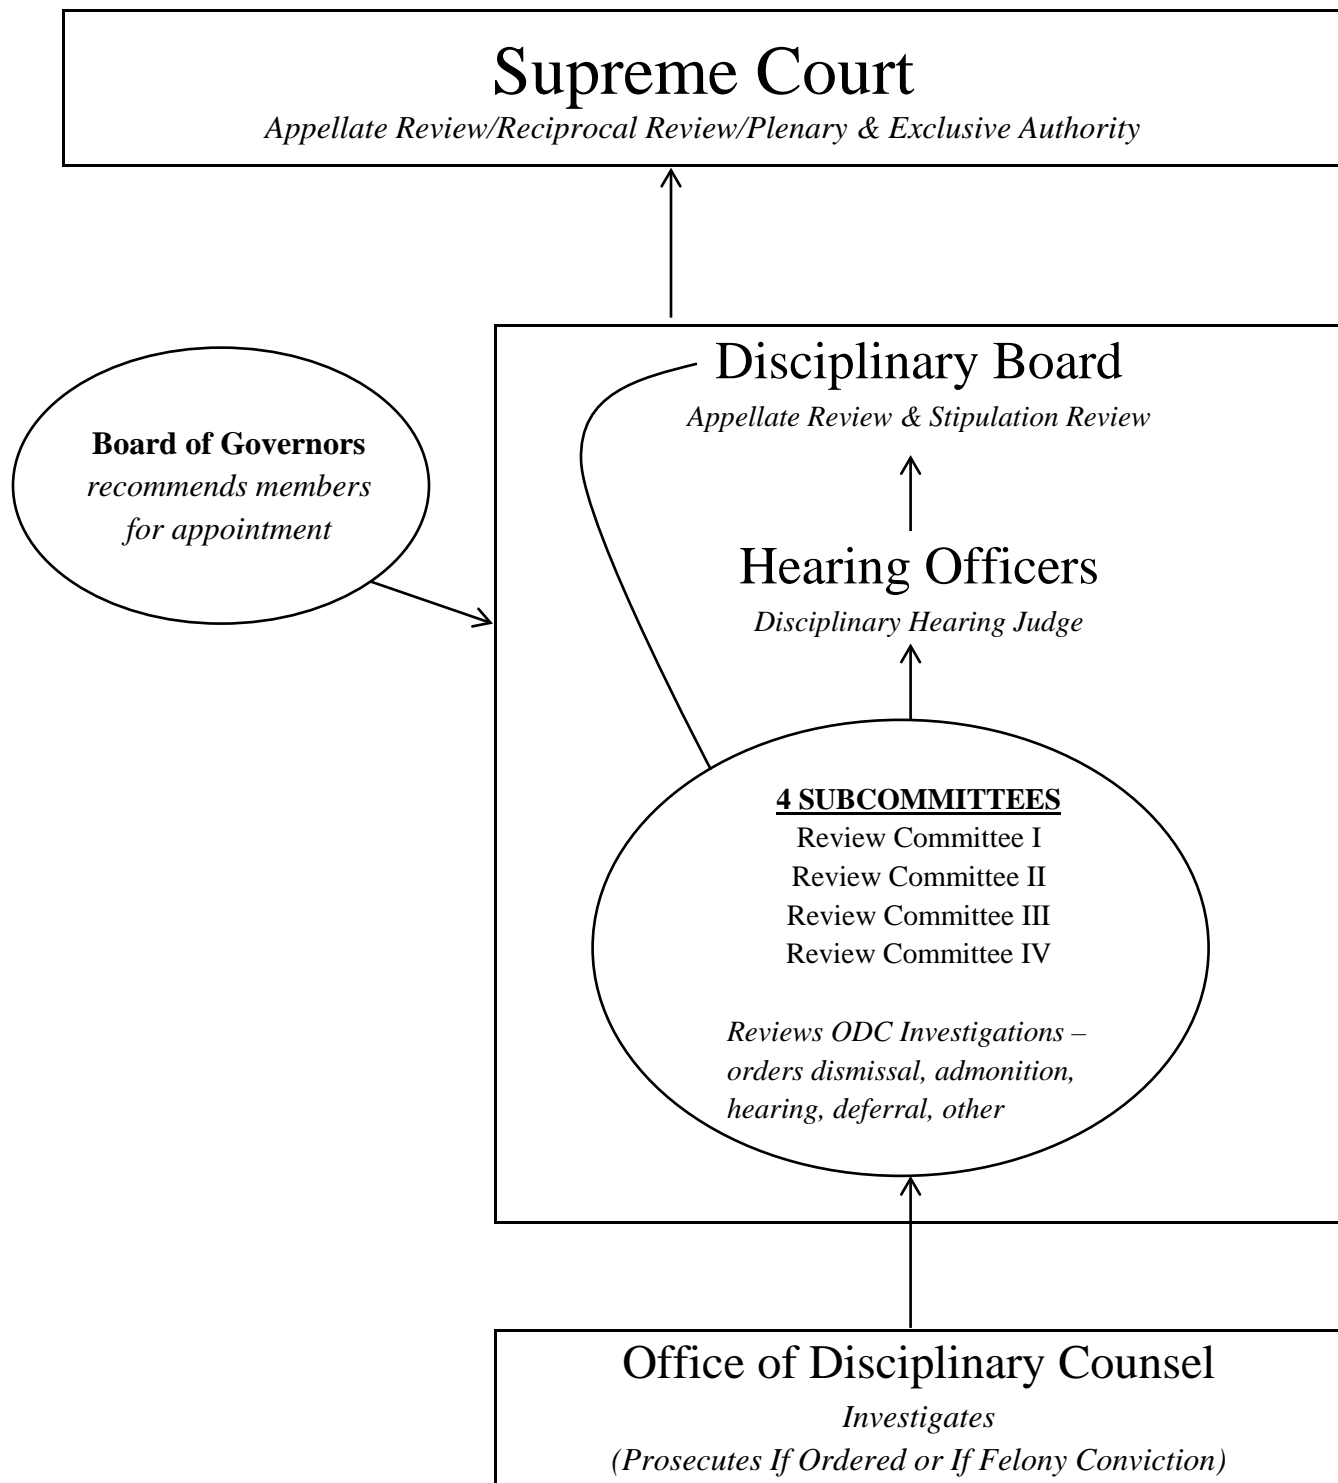 Supreme Court
Appellate Review/Reciprocal Review/Plenary & Exclusive Authority
Board of Governors
recommends members
for appointment
Disciplinary Board
Appellate Review & Stipulation Review
Hearing Officers
Disciplinary Hearing Judge
4 SUBCOMMITTEES
Review Committee I
Review Committee II
Review Committee III
Review Committee IV
Reviews ODC Investigations –
orders dismissal, admonition,
hearing, deferral, other
Office of Disciplinary Counsel
Investigates
(Prosecutes If Ordered or If Felony Conviction)